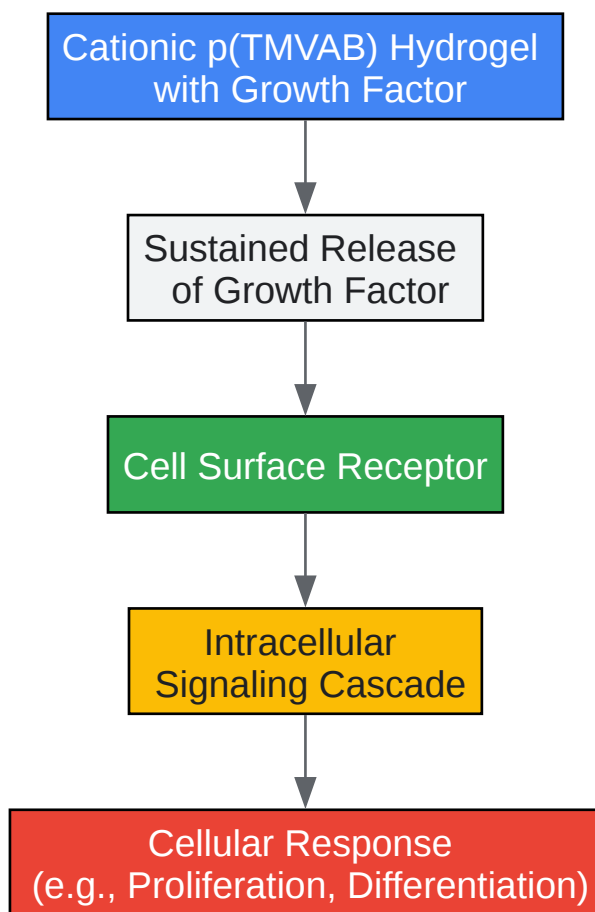 Cationic p(TMVAB) Hydrogel
with Growth Factor
Sustained Release
of Growth Factor
Cell Surface Receptor
Intracellular
Signaling Cascade
Cellular Response
(e.g., Proliferation, Differentiation)